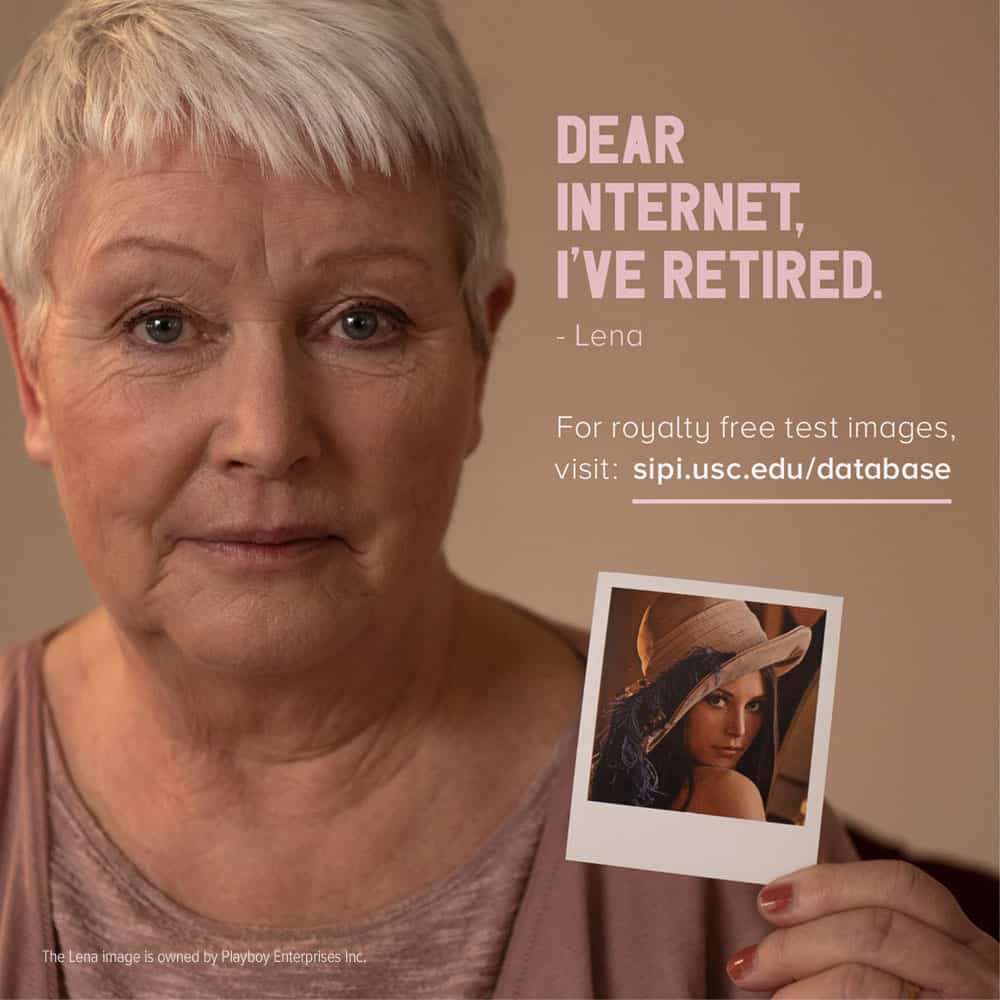 DEAR
INTERNET,
I'VE RETIRED.
- Lena
For royalty free test images,
visit: sipi.usc.edu/database
The Lena image is owned by Playboy Enterprises Inc.